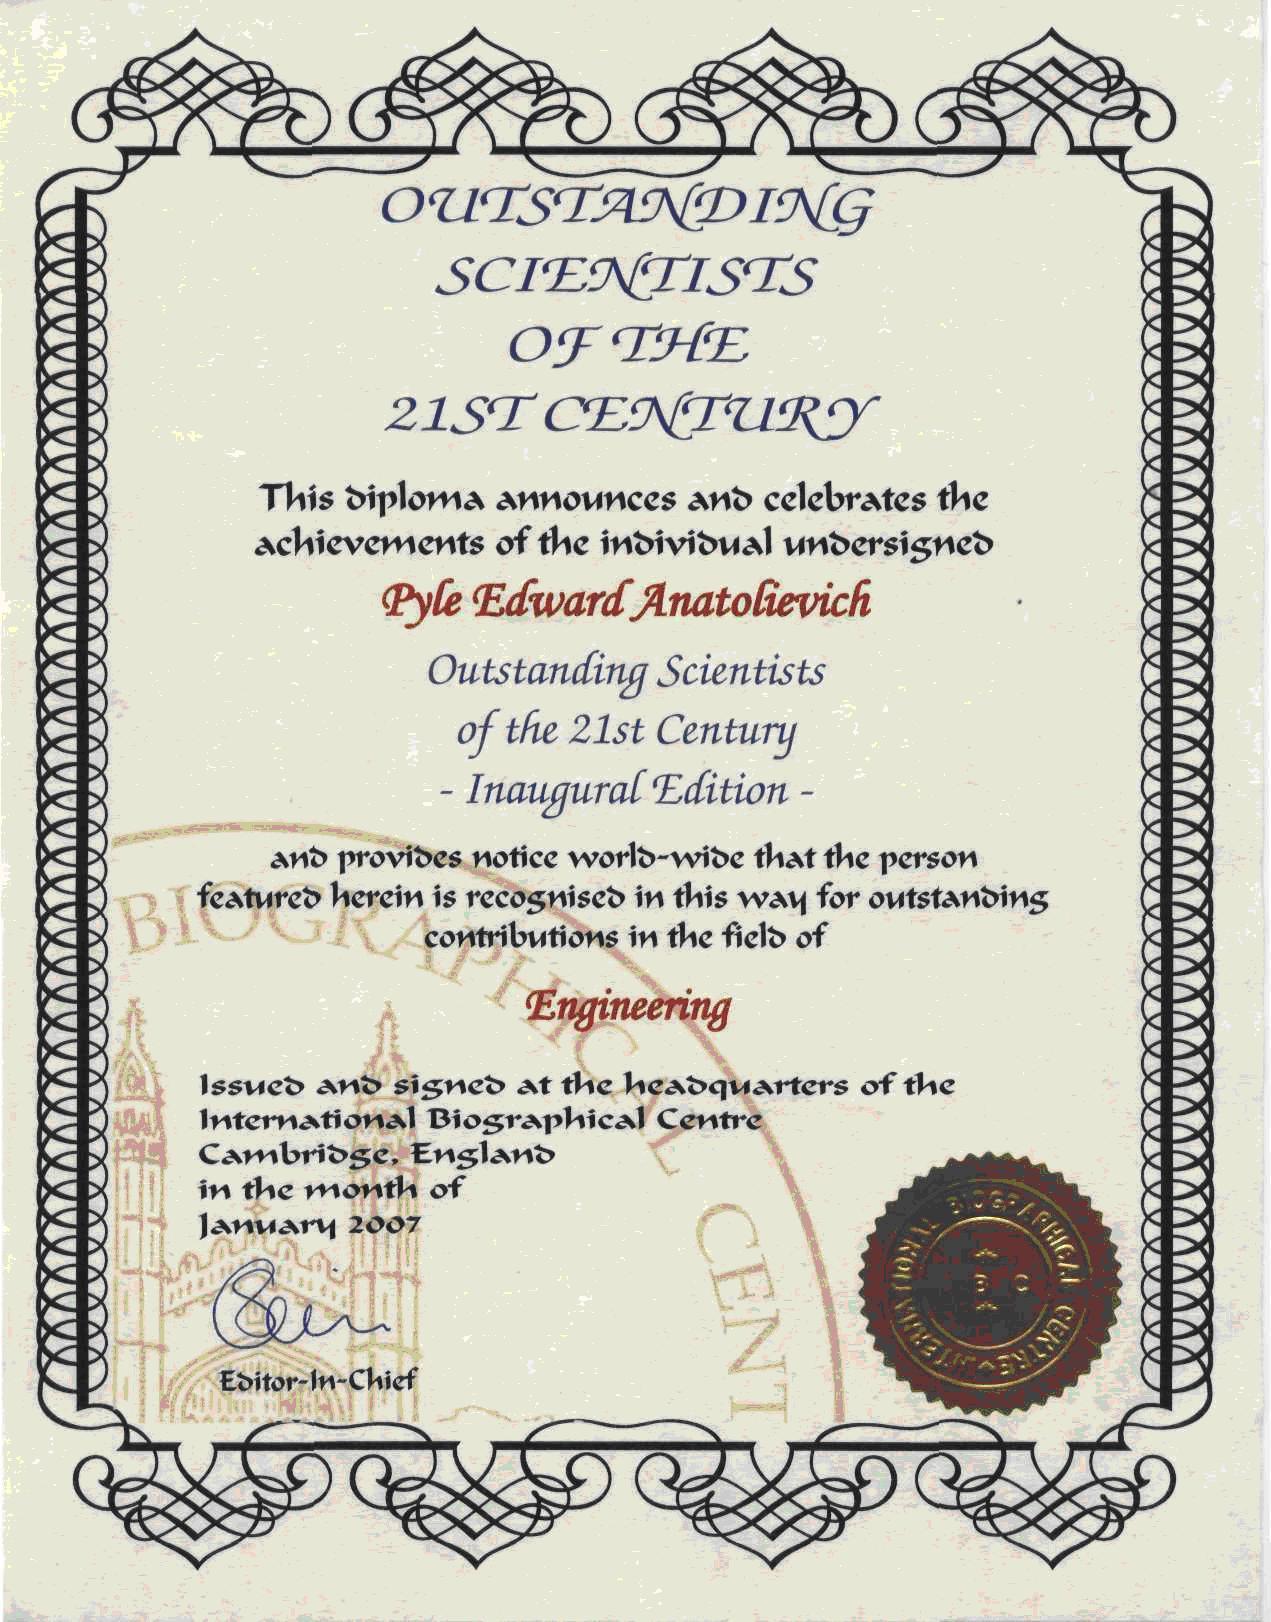 OUTSTANDING
SCIENTISTS
OF THE
21ST CENTURY
This diploma announces and celebrates the
achievements of the individual undersigned
Pyle Edward Anatolievich
Outstanding Scientists
of the 21st Century
- Inaugural Edition -
and provides notice world-wide that the person
featured herein is recognised in this way for outstanding
contributions in the field of
Engineering
BIOGRAPHICAL CENT
Issued and signed at the headquarters of the
International Biographical Centre
Cambridge, England
in the month of
January 2007
Editor-In-Chief
INTERNATIONAL BIOGRAPHICAL CENTRE
B C